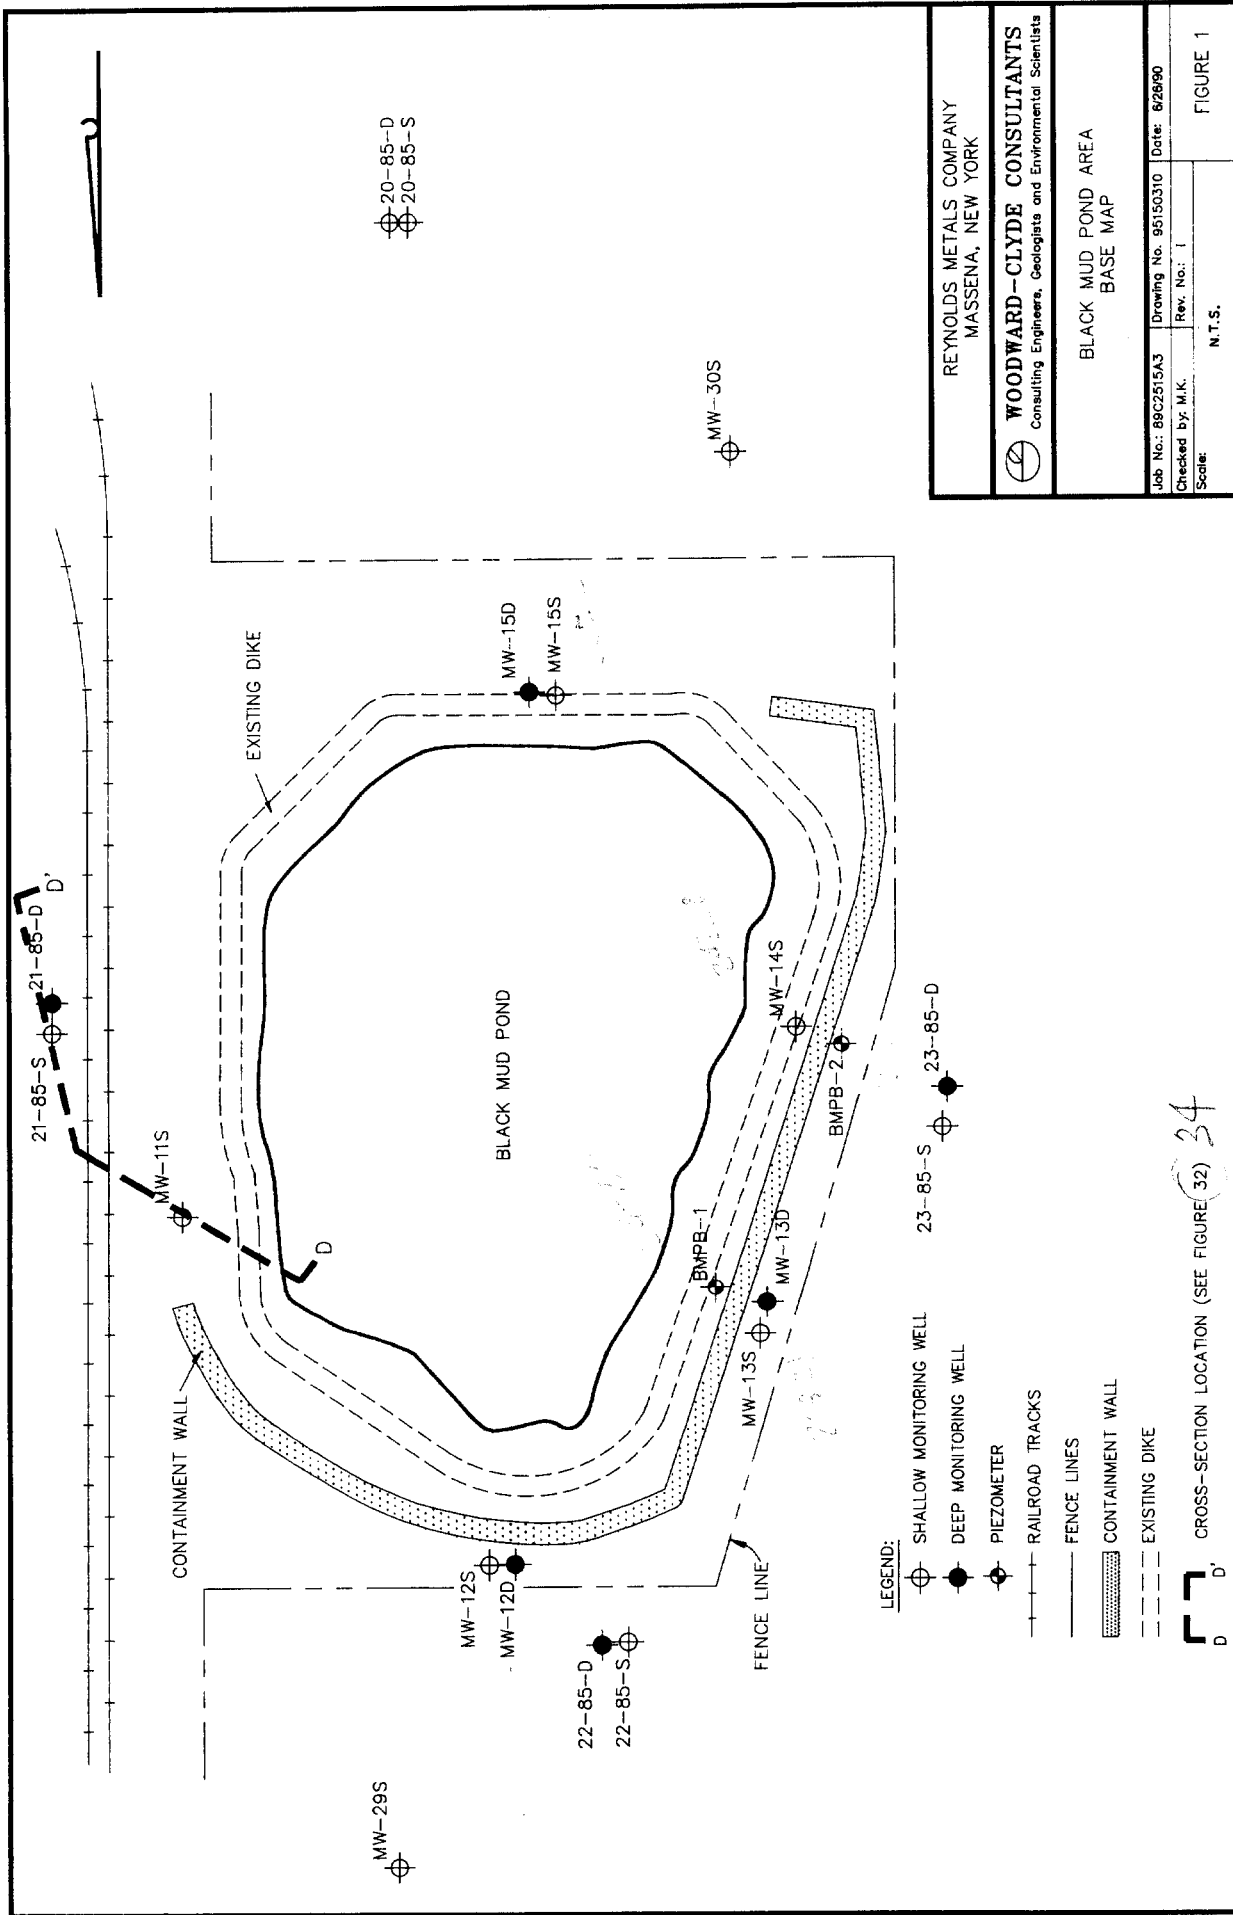 21-85-S
21-85-D
D'
MW-11S
D
CONTAINMENT WALL
EXISTING DIKE
20-85-D
20-85-S
MW-30S
MW-15D
MW-15S
BLACK MUD POND
MW-29S
MW-12S
MW-12D
22-85-D
22-85-S
FENCE LINE
MW-13S
MW-13D
BMPB-1
MW-14S
BMPB-2
23-85-S
23-85-D
LEGEND:
SHALLOW MONITORING WELL
DEEP MONITORING WELL
PIEZOMETER
RAILROAD TRACKS
FENCE LINES
CONTAINMENT WALL
EXISTING DIKE
D D' CROSS-SECTION LOCATION (SEE FIGURE 32) 34
REYNOLDS METALS COMPANY
MASSENA, NEW YORK
WOODWARD-CLYDE CONSULTANTS
Consulting Engineers, Geologists and Environmental Scientists
BLACK MUD POND AREA
BASE MAP
Job No.: 89C2515A3 Drawing No. 95150310 Date: 6/26/90
Checked by: M.K. Rev. No.: 1
Scale: N.T.S.
FIGURE 1